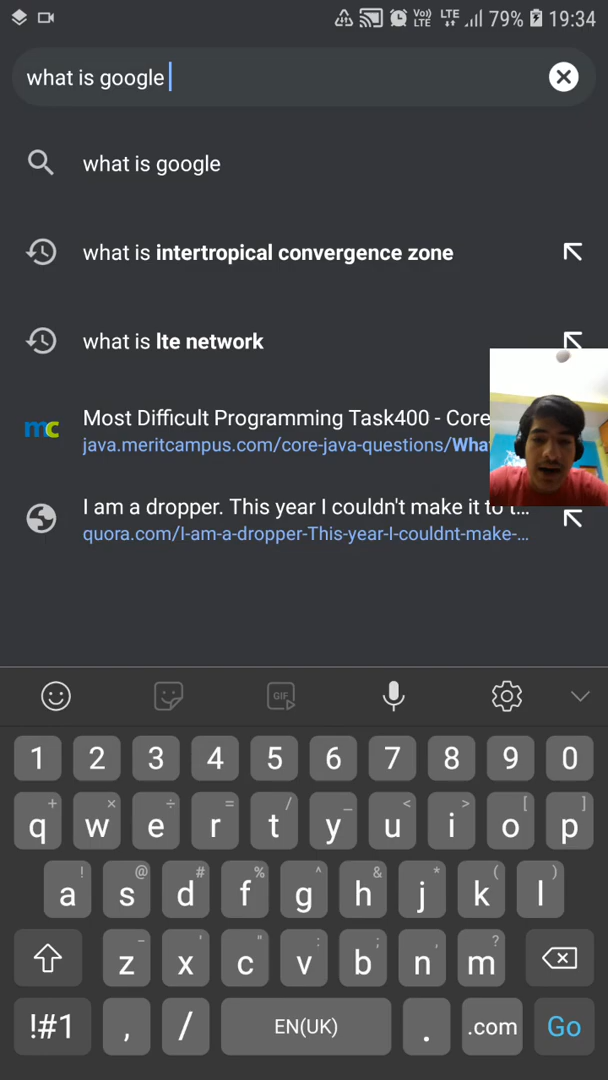 Vo)) LTE LTE 79% 19:34
what is google
what is google
what is intertropical convergence zone
what is lte network
mc Most Difficult Programming Task400 - Core
java.meritcampus.com/core-java-questions/Wha
I am a dropper. This year I couldn't make it to t...
quora.com/I-am-a-dropper-This-year-I-couldnt-make-...
GIF
1 2 3 4 5 6 7 8 9 0
+ × ÷ = / _ < > [ ]
q w e r t y u i o p
! @ # % ^ & * ( )
a s d f g h j k l
- ' " : ; , ?
z x c v b n m
!#1 , / EN(UK) . .com Go